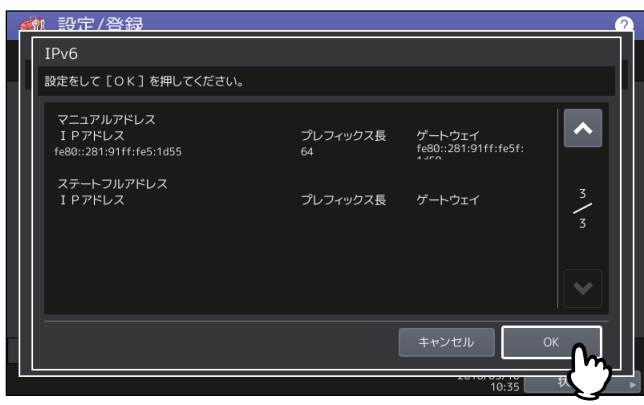 設定/登録
?
IPv6
設定をして［ＯＫ］を押してください。
マニュアルアドレス
ＩＰアドレス プレフィックス長 ゲートウェイ
fe80::281:91ff:fe5:1d55 64 fe80::281:91ff:fe5f:
ステートフルアドレス
ＩＰアドレス プレフィックス長 ゲートウェイ
3
3
キャンセル OK
10:35